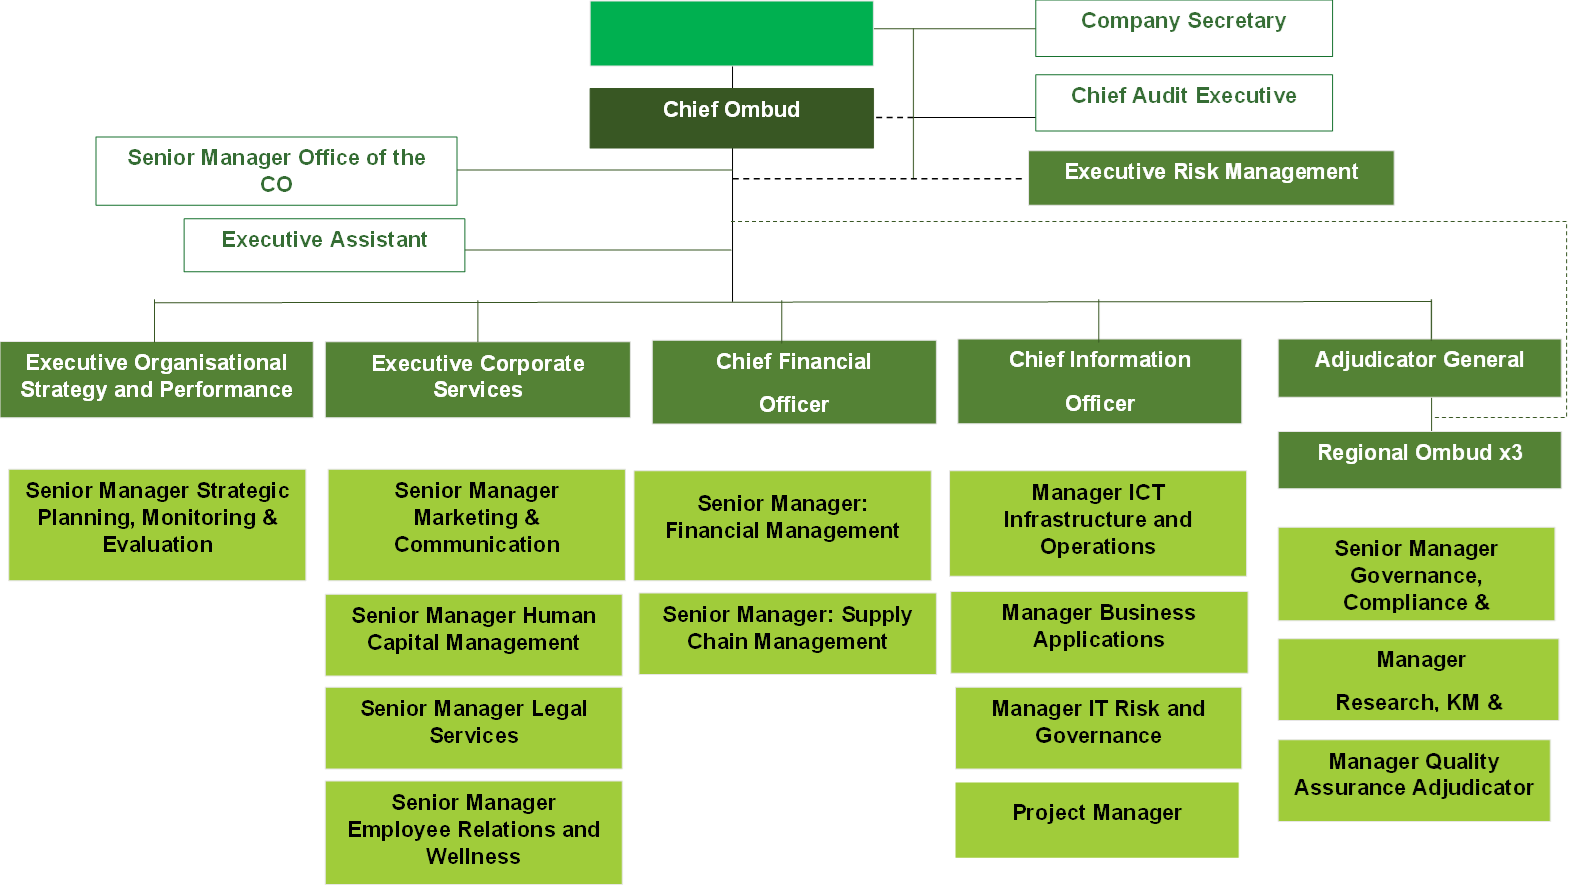 Company Secretary
Chief Audit Executive
Chief Ombud
Senior Manager Office of the
CO
Executive Risk Management
Executive Assistant
Executive Organisational
Strategy and Performance
Executive Corporate
Services
Chief Financial
Officer
Chief Information
Officer
Adjudicator General
Regional Ombud x3
Senior Manager Strategic
Planning, Monitoring &
Evaluation
Senior Manager
Marketing &
Communication
Senior Manager Human
Capital Management
Senior Manager Legal
Services
Senior Manager
Employee Relations and
Wellness
Senior Manager:
Financial Management
Senior Manager: Supply
Chain Management
Manager ICT
Infrastructure and
Operations
Manager Business
Applications
Manager IT Risk and
Governance
Project Manager
Senior Manager
Governance,
Compliance &
Manager
Research, KM &
Manager Quality
Assurance Adjudicator